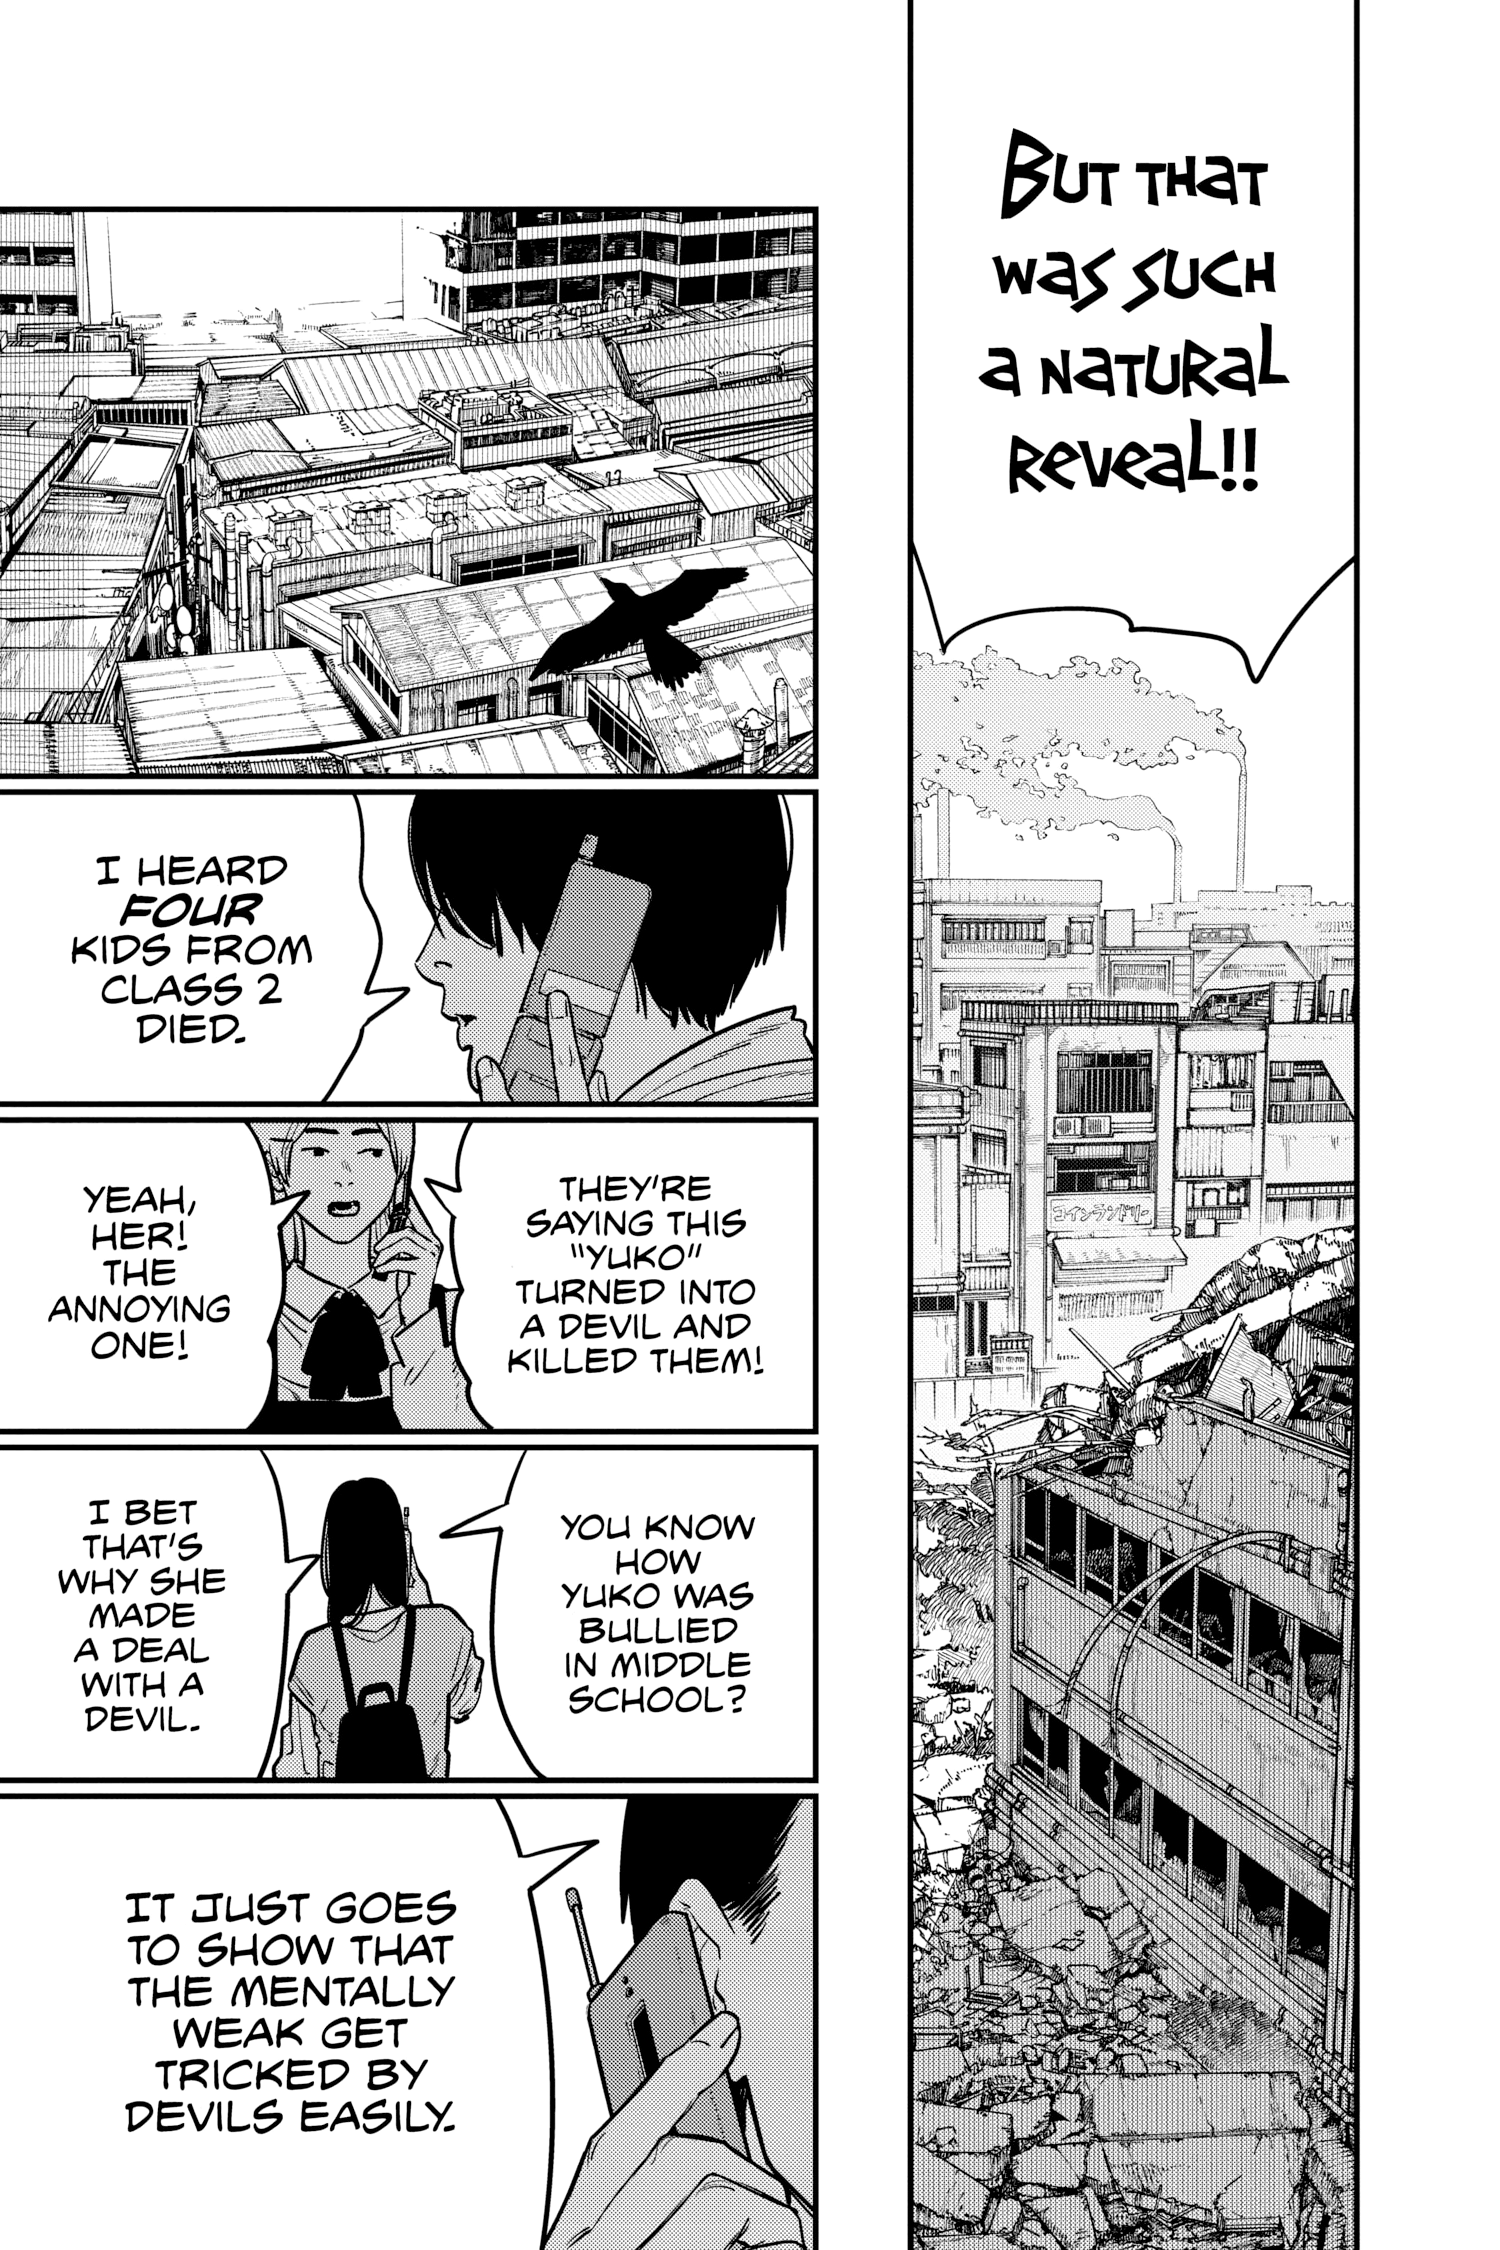 BUT THAT
WAS SUCH
A NATURAL
REVEAL!!
コインランドリー
I HEARD
FOUR
KIDS FROM
CLASS 2
DIED.
THEY'RE
SAYING THIS
"YUKO"
TURNED INTO
A DEVIL AND
KILLED THEM!
YEAH,
HER!
THE
ANNOYING
ONE!
YOU KNOW
HOW
YUKO WAS
BULLIED
IN MIDDLE
SCHOOL?
I BET
THAT'S
WHY SHE
MADE
A DEAL
WITH A
DEVIL.
IT JUST GOES
TO SHOW THAT
THE MENTALLY
WEAK GET
TRICKED BY
DEVILS EASILY.